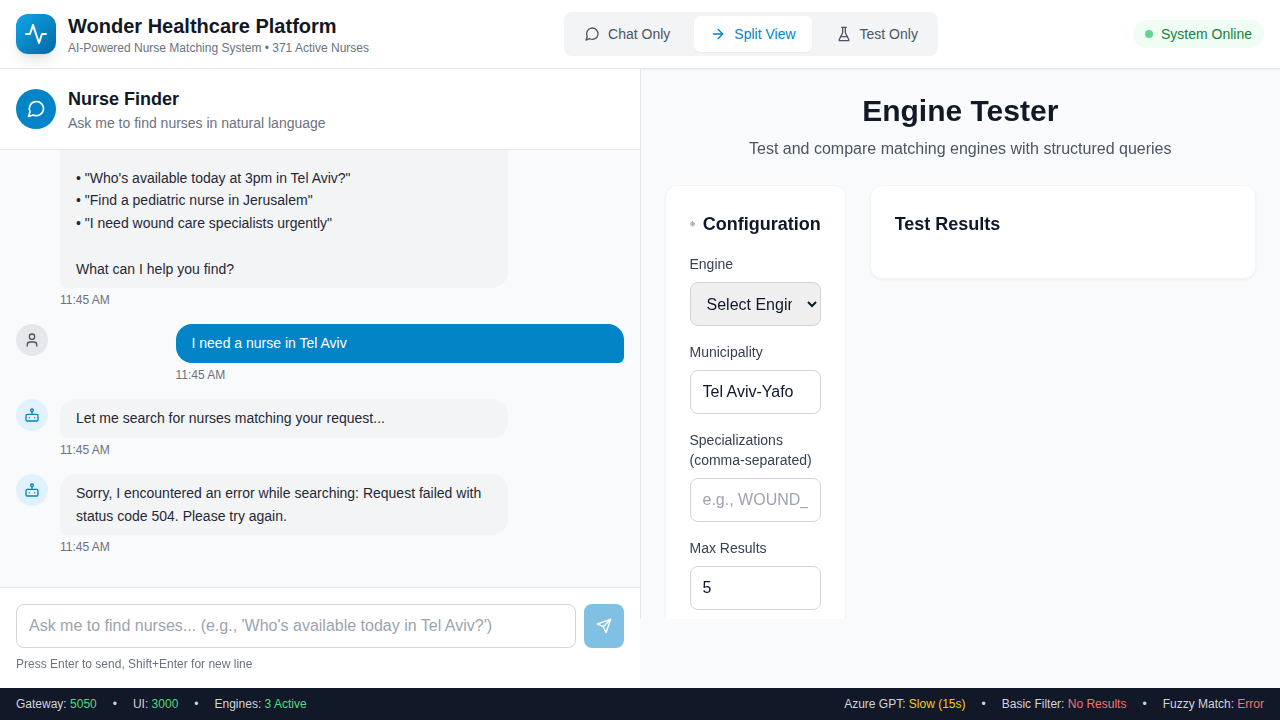 Wonder Healthcare Platform
AI-Powered Nurse Matching System • 371 Active Nurses
Chat Only
Split View
Test Only
System Online
Nurse Finder
Ask me to find nurses in natural language
• "Who's available today at 3pm in Tel Aviv?"
• "Find a pediatric nurse in Jerusalem"
• "I need wound care specialists urgently"
What can I help you find?
11:45 AM
I need a nurse in Tel Aviv
11:45 AM
Let me search for nurses matching your request...
11:45 AM
Sorry, I encountered an error while searching: Request failed with
status code 504. Please try again.
11:45 AM
Ask me to find nurses... (e.g., 'Who's available today in Tel Aviv?')
Press Enter to send, Shift+Enter for new line
Engine Tester
Test and compare matching engines with structured queries
Configuration
Engine
Select Engin
Municipality
Tel Aviv-Yafo
Specializations
(comma-separated)
e.g., WOUND_
Max Results
5
Test Results
Gateway: 5050 • UI: 3000 • Engines: 3 Active
Azure GPT: Slow (15s) • Basic Filter: No Results • Fuzzy Match: Error